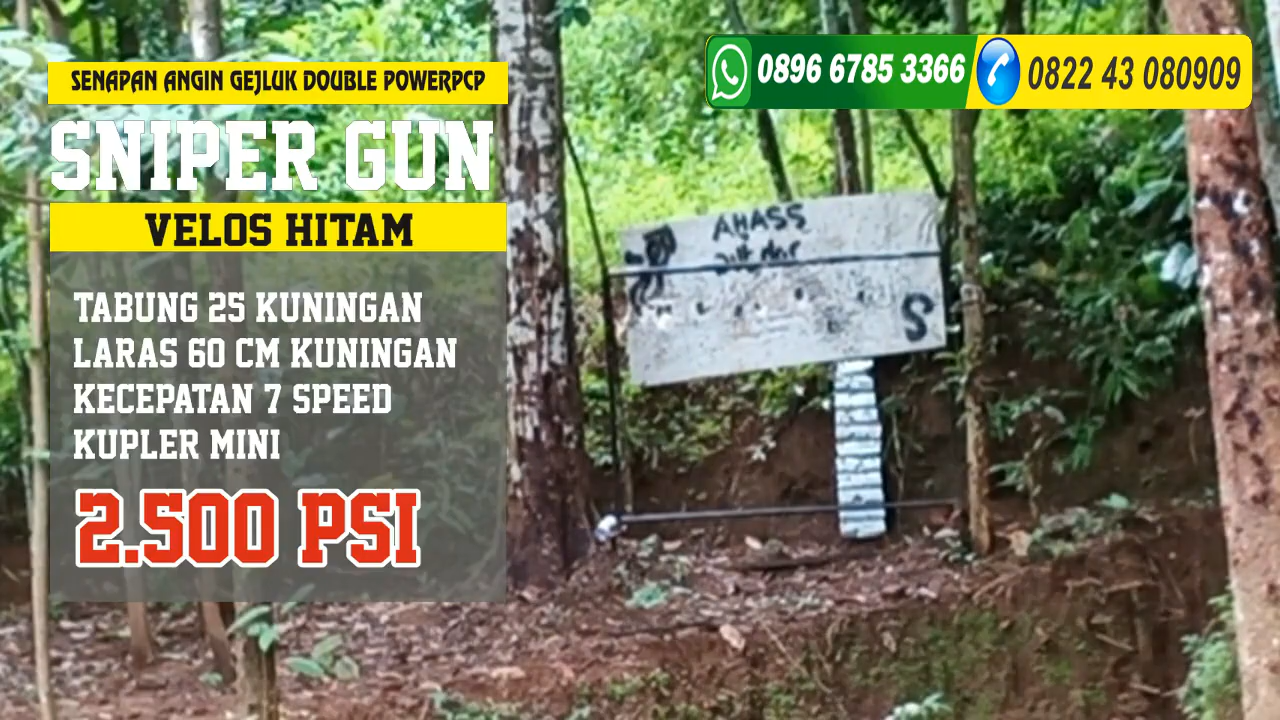 SENAPAN ANGIN GEJLUK DOUBLE POWERPCP
SNIPER GUN
VELOS HITAM
TABUNG 25 KUNINGAN
LARAS 60 CM KUNINGAN
KECEPATAN 7 SPEED
KUPLER MINI
2.500 PSI
0896 6785 3366
0822 43 080909
AHASS
S